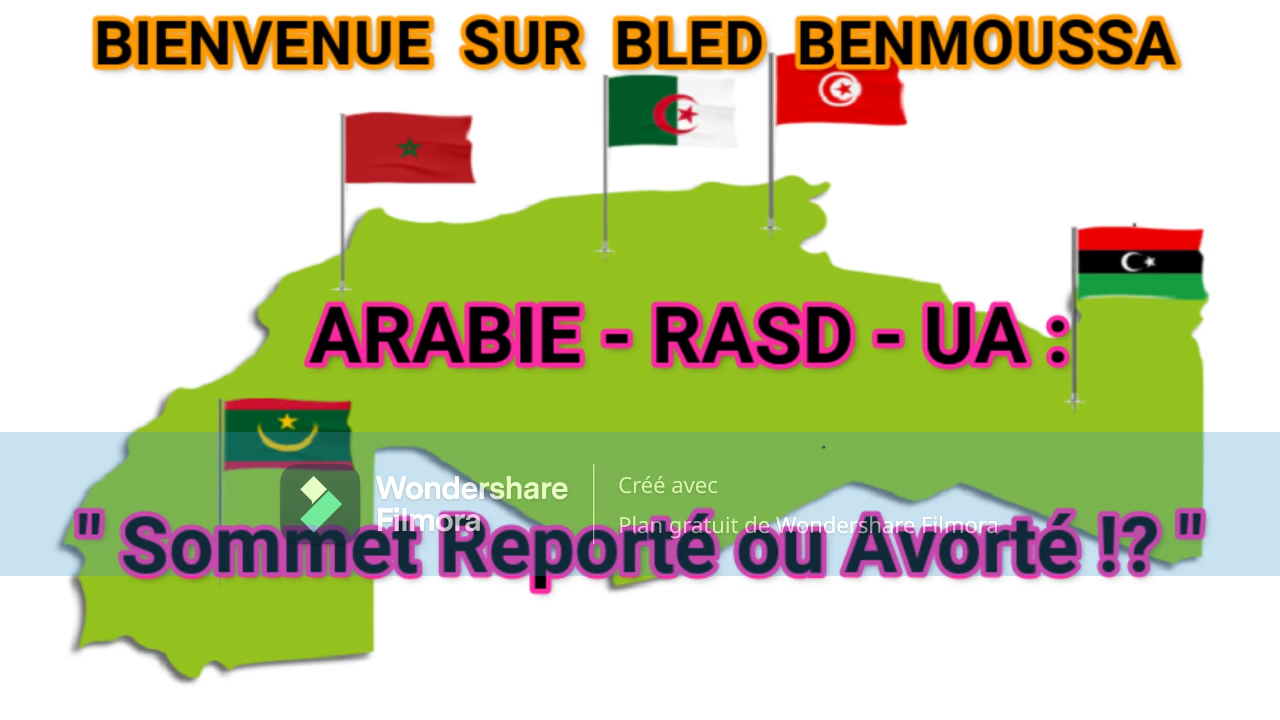 BIENVENUE SUR BLED BENMOUSSA
ARABIE - RASD - UA :
Wondershare
Filmora
Créé avec
Plan gratuit de Wondershare Filmora
" Sommet Reporté ou Avorté !? "